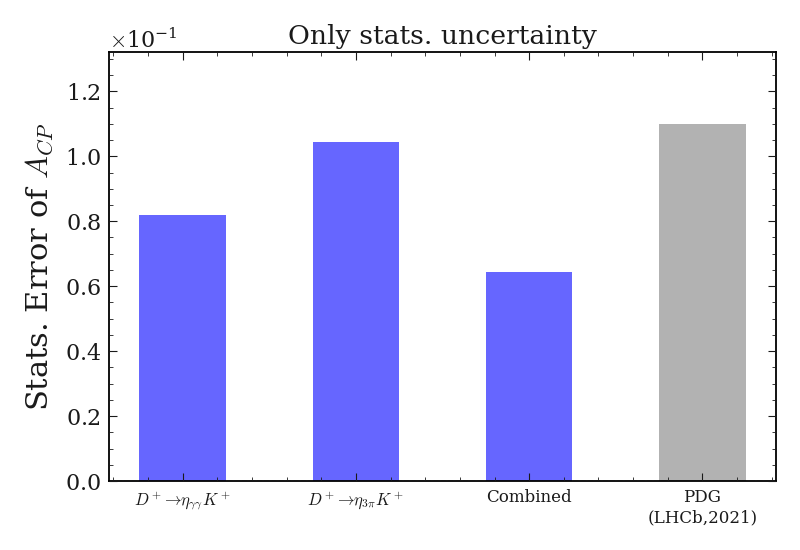 Only stats. uncertainty
×10⁻¹
Stats. Error of A_CP
1.2
1.0
0.8
0.6
0.4
0.2
0.0
D⁺→η_γγK⁺
D⁺→η_3πK⁺
Combined
PDG
(LHCb,2021)